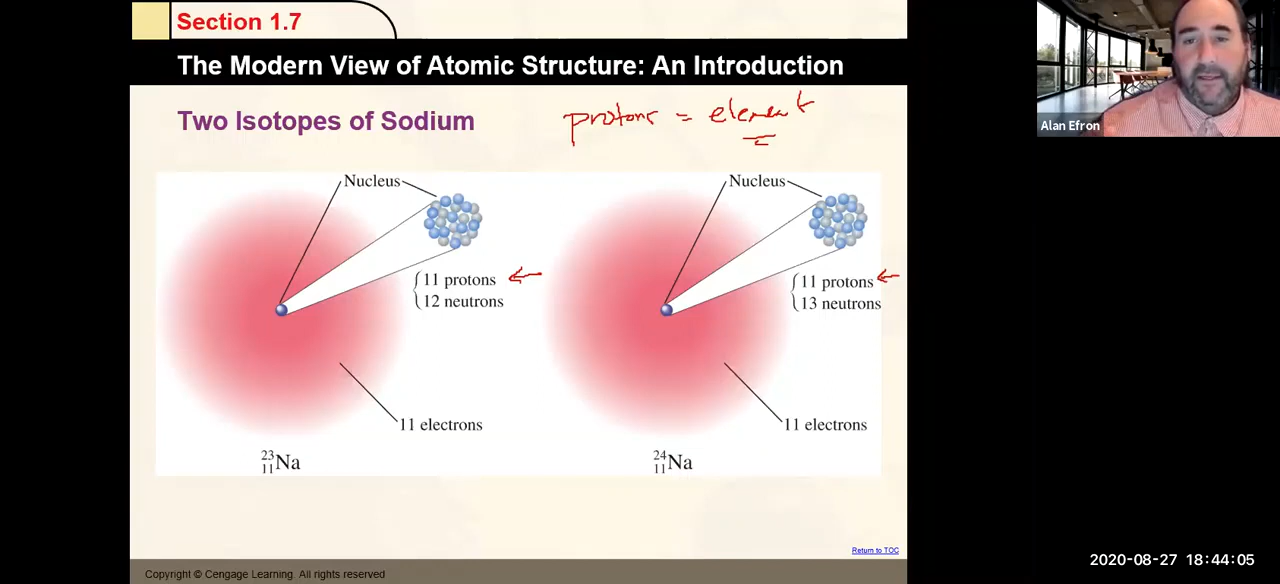 Section 1.7
The Modern View of Atomic Structure: An Introduction
Two Isotopes of Sodium
protons = element
Nucleus
11 protons
12 neutrons
11 electrons
23
11Na
Nucleus
11 protons
13 neutrons
11 electrons
24
11Na
Return to TOC
Copyright © Cengage Learning. All rights reserved
Alan Efron
2020-08-27 18:44:05